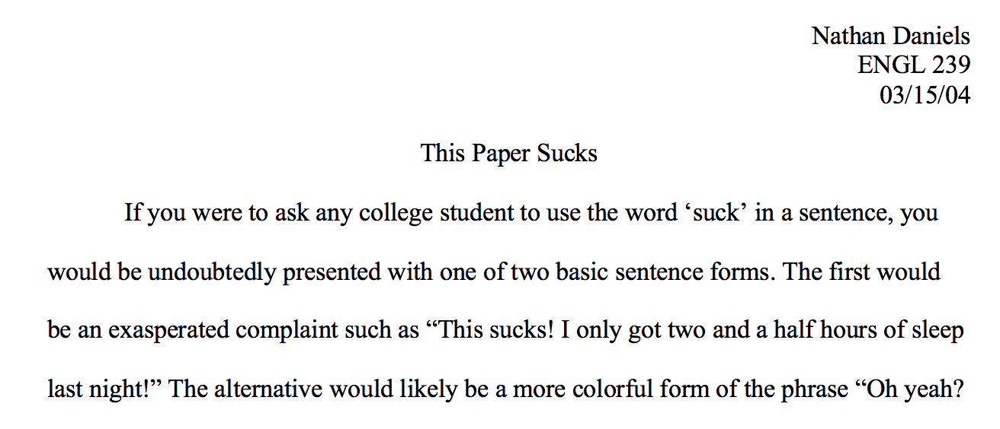 Nathan Daniels
ENGL 239
03/15/04
This Paper Sucks
If you were to ask any college student to use the word ‘suck’ in a sentence, you
would be undoubtedly presented with one of two basic sentence forms. The first would
be an exasperated complaint such as “This sucks! I only got two and a half hours of sleep
last night!” The alternative would likely be a more colorful form of the phrase “Oh yeah?